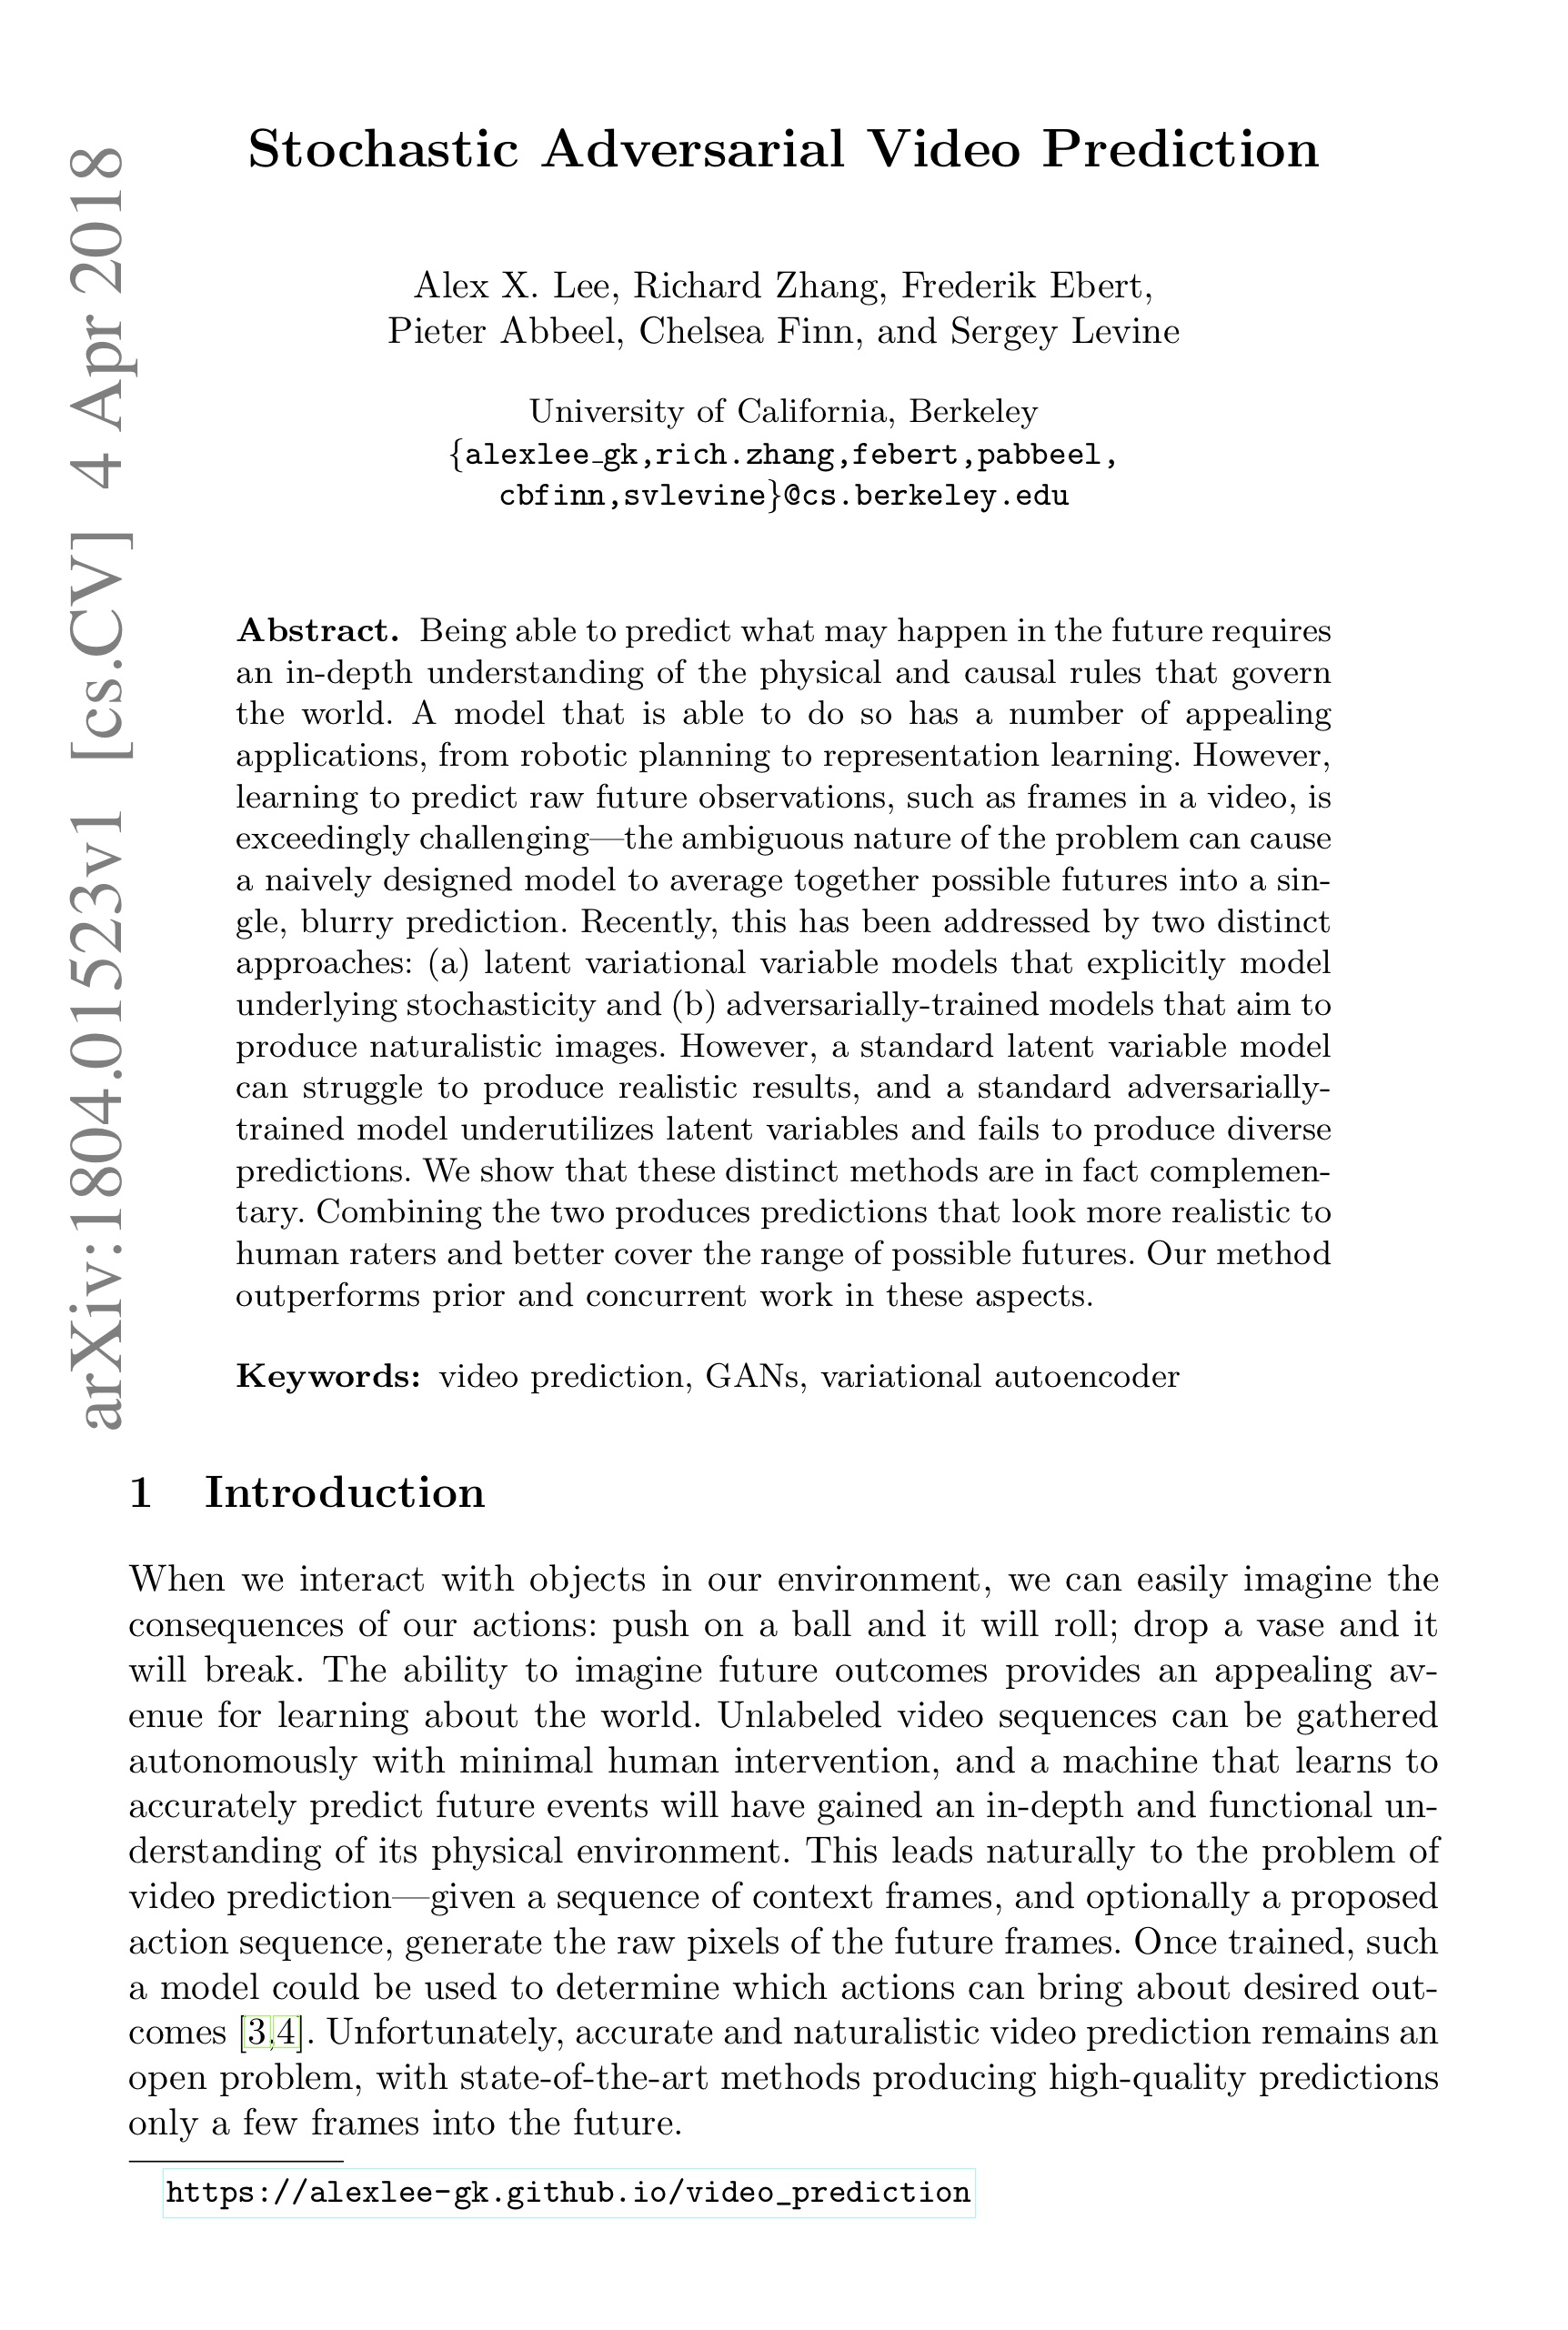 arXiv:1804.01523v1 [cs.CV] 4 Apr 2018
Stochastic Adversarial Video Prediction
Alex X. Lee, Richard Zhang, Frederik Ebert,
Pieter Abbeel, Chelsea Finn, and Sergey Levine
University of California, Berkeley
{alexlee_gk,rich.zhang,febert,pabbeel,
cbfinn,svlevine}@cs.berkeley.edu
Abstract. Being able to predict what may happen in the future requires
an in-depth understanding of the physical and causal rules that govern
the world. A model that is able to do so has a number of appealing
applications, from robotic planning to representation learning. However,
learning to predict raw future observations, such as frames in a video, is
exceedingly challenging—the ambiguous nature of the problem can cause
a naively designed model to average together possible futures into a sin-
gle, blurry prediction. Recently, this has been addressed by two distinct
approaches: (a) latent variational variable models that explicitly model
underlying stochasticity and (b) adversarially-trained models that aim to
produce naturalistic images. However, a standard latent variable model
can struggle to produce realistic results, and a standard adversarially-
trained model underutilizes latent variables and fails to produce diverse
predictions. We show that these distinct methods are in fact complemen-
tary. Combining the two produces predictions that look more realistic to
human raters and better cover the range of possible futures. Our method
outperforms prior and concurrent work in these aspects.
Keywords: video prediction, GANs, variational autoencoder
1 Introduction
When we interact with objects in our environment, we can easily imagine the
consequences of our actions: push on a ball and it will roll; drop a vase and it
will break. The ability to imagine future outcomes provides an appealing av-
enue for learning about the world. Unlabeled video sequences can be gathered
autonomously with minimal human intervention, and a machine that learns to
accurately predict future events will have gained an in-depth and functional un-
derstanding of its physical environment. This leads naturally to the problem of
video prediction—given a sequence of context frames, and optionally a proposed
action sequence, generate the raw pixels of the future frames. Once trained, such
a model could be used to determine which actions can bring about desired out-
comes [3,4]. Unfortunately, accurate and naturalistic video prediction remains an
open problem, with state-of-the-art methods producing high-quality predictions
only a few frames into the future.
https://alexlee-gk.github.io/video_prediction